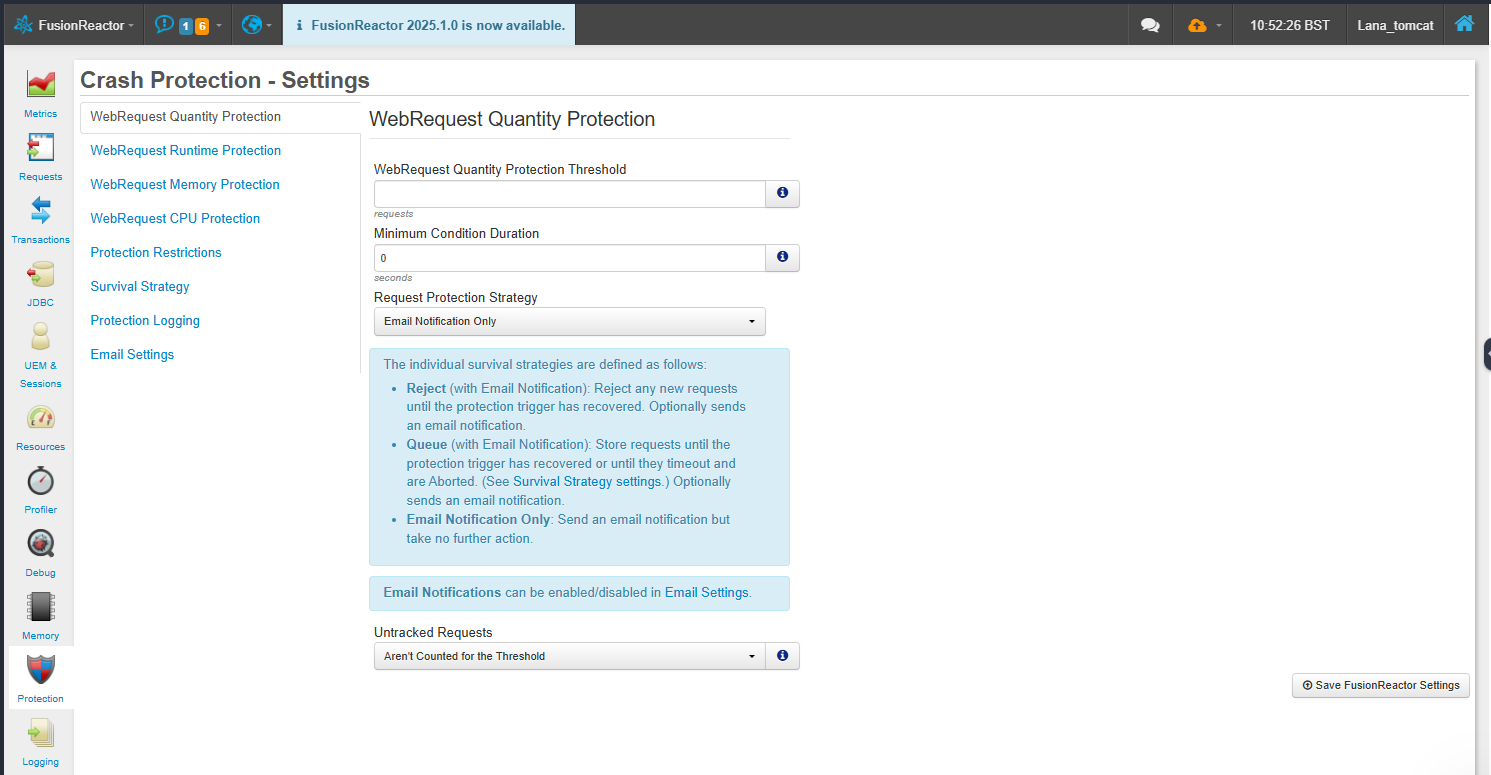 FusionReactor
1 6
FusionReactor 2025.1.0 is now available.
10:52:26 BST
Lana_tomcat
Metrics
Requests
Transactions
JDBC
UEM &
Sessions
Resources
Profiler
Debug
Memory
Protection
Logging
Crash Protection - Settings
WebRequest Quantity Protection
WebRequest Runtime Protection
WebRequest Memory Protection
WebRequest CPU Protection
Protection Restrictions
Survival Strategy
Protection Logging
Email Settings
WebRequest Quantity Protection
WebRequest Quantity Protection Threshold
requests
Minimum Condition Duration
0
seconds
Request Protection Strategy
Email Notification Only
The individual survival strategies are defined as follows:
• Reject (with Email Notification): Reject any new requests
until the protection trigger has recovered. Optionally sends
an email notification.
• Queue (with Email Notification): Store requests until the
protection trigger has recovered or until they timeout and
are Aborted. (See Survival Strategy settings.) Optionally
sends an email notification.
• Email Notification Only: Send an email notification but
take no further action.
Email Notifications can be enabled/disabled in Email Settings.
Untracked Requests
Aren't Counted for the Threshold
Save FusionReactor Settings